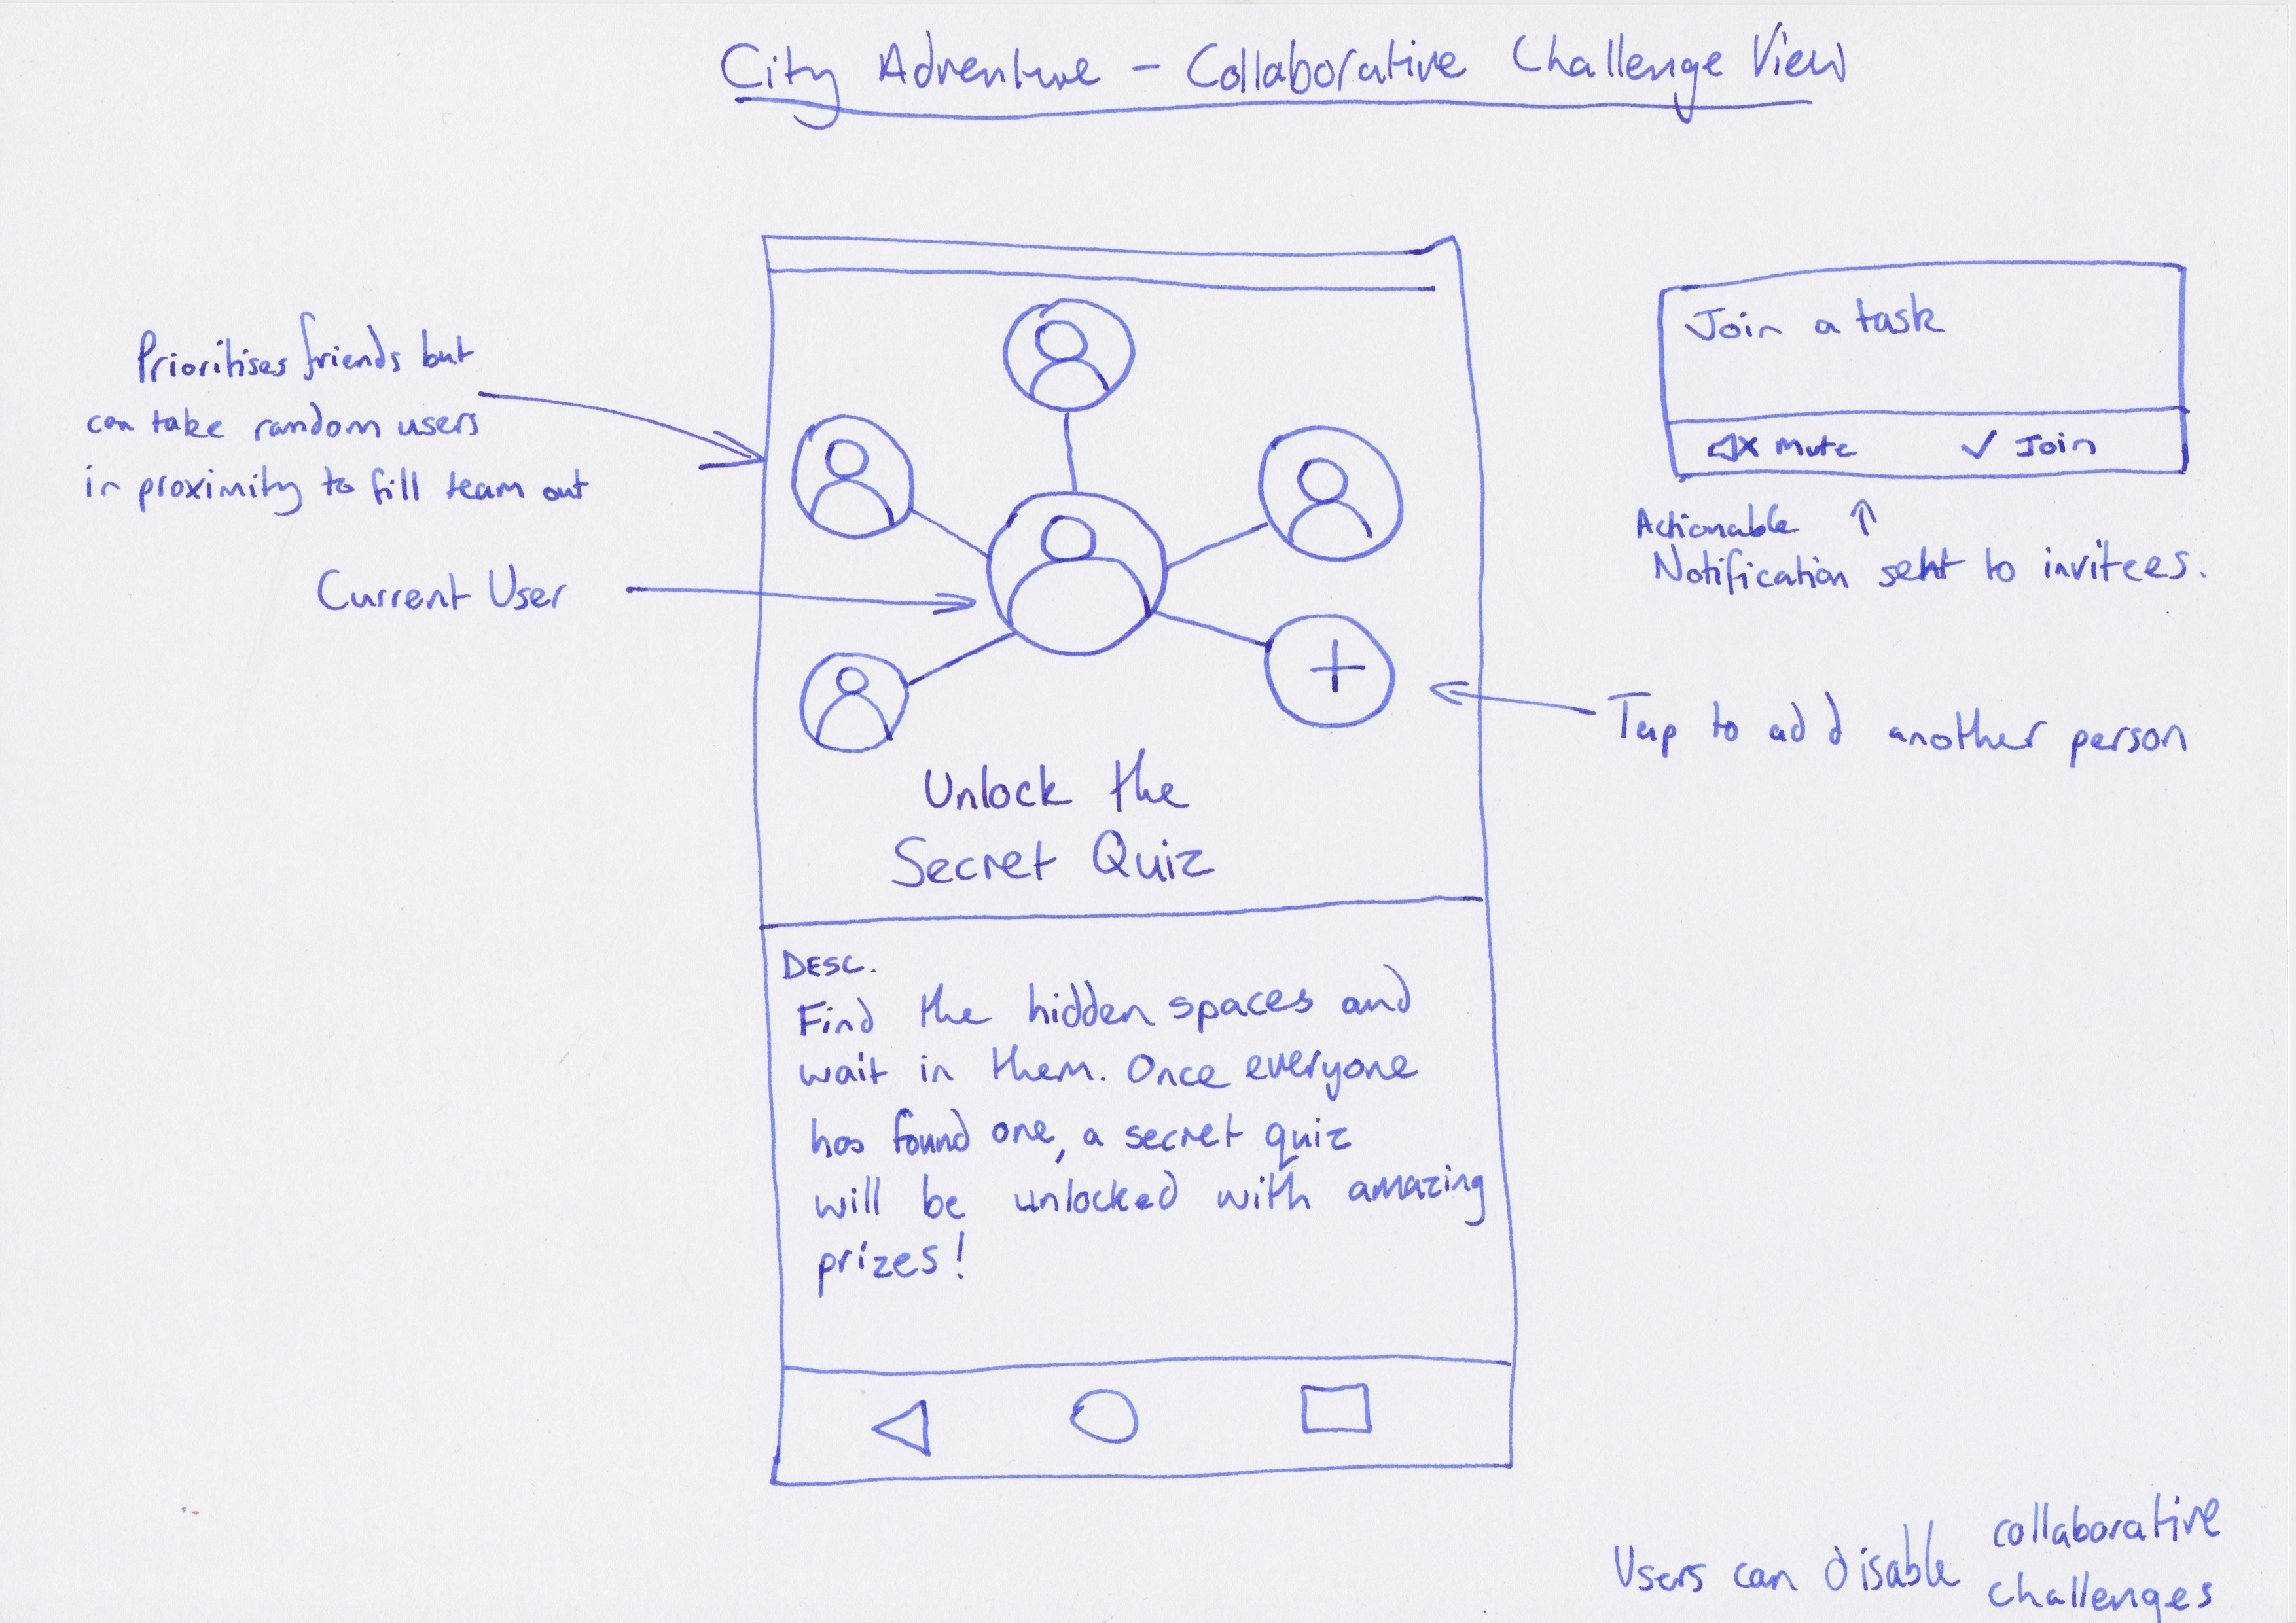 City Adventure - Collaborative Challenge View
Prioritises friends but
can take random users
in proximity to fill team out
Current User
Join a task
Mute
Join
Actionable
Notification sent to invitees.
Tap to add another person
Unlock the
Secret Quiz
DESC.
Find the hidden spaces and
wait in them. Once everyone
has found one, a secret quiz
will be unlocked with amazing
prizes!
Users can disable collaborative
challenges